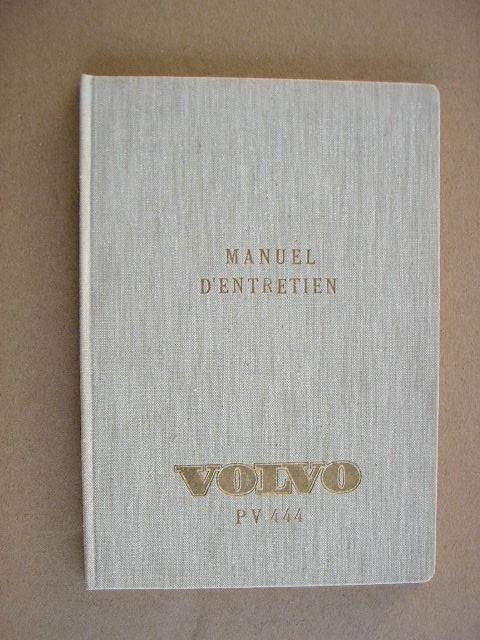 MANUEL
D'ENTRETIEN
VOLVO
PV 444